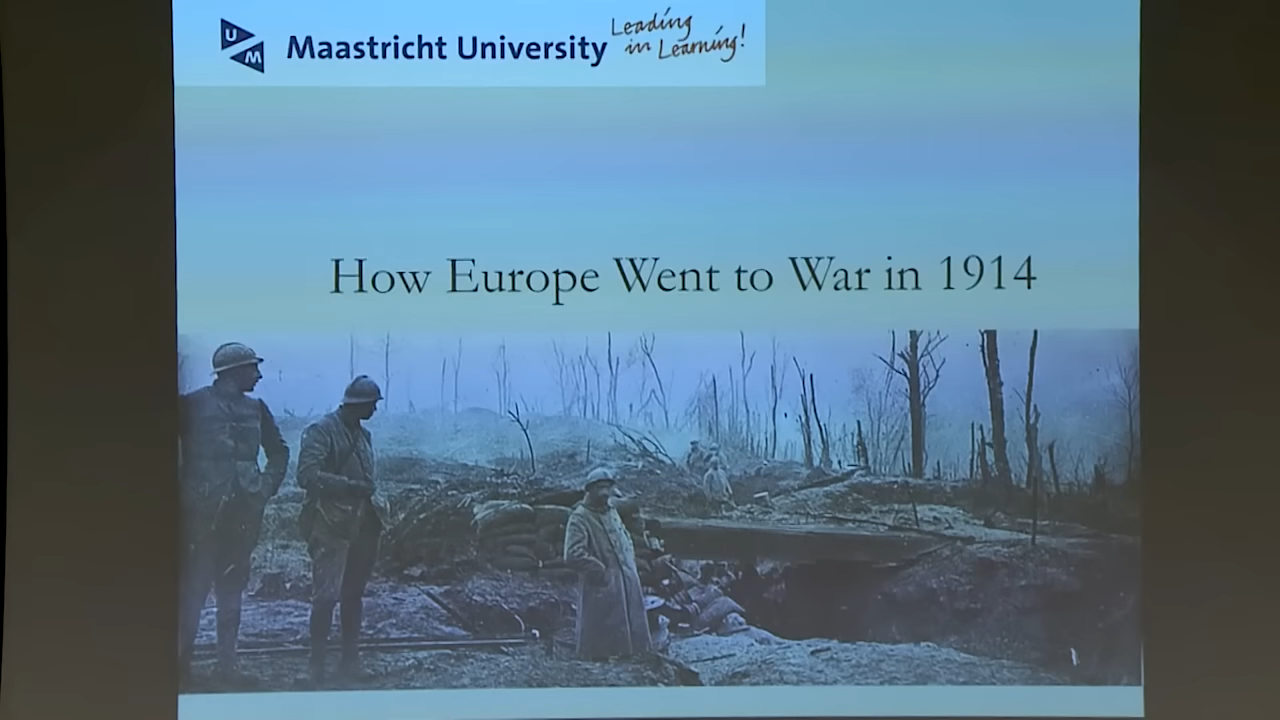 UM
Maastricht University
Leading
in Learning!
How Europe Went to War in 1914